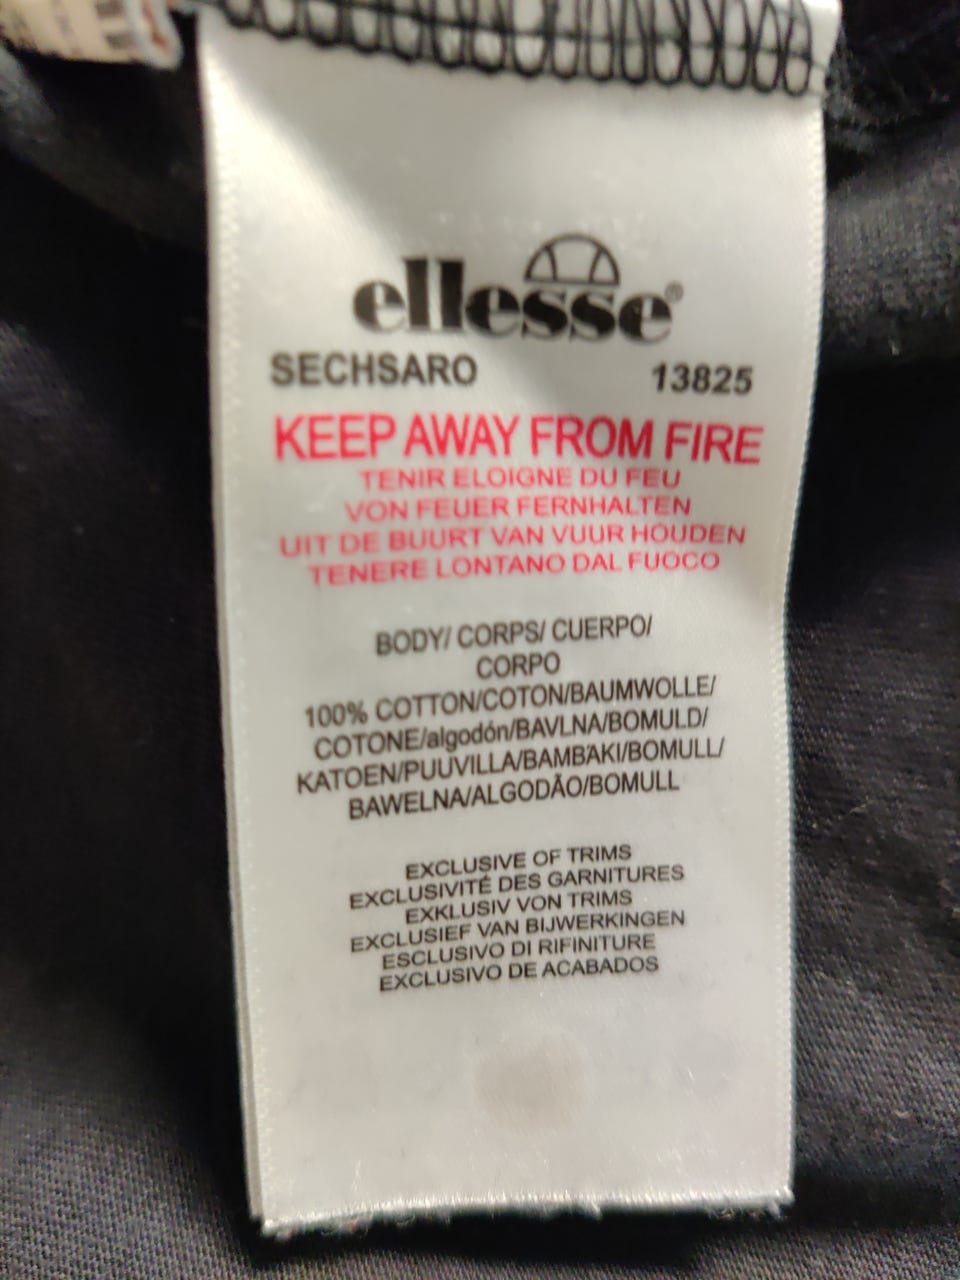 ellesse®
SECHSARO 13825
KEEP AWAY FROM FIRE
TENIR ELOIGNE DU FEU
VON FEUER FERNHALTEN
UIT DE BUURT VAN VUUR HOUDEN
TENERE LONTANO DAL FUOCO
BODY/ CORPS/ CUERPO/
CORPO
100% COTTON/COTON/BAUMWOLLE/
COTONE/algodón/BAVLNA/BOMULD/
KATOEN/PUUVILLA/BAMBAKI/BOMULL/
BAWELNA/ALGODÃO/BOMULL
EXCLUSIVE OF TRIMS
EXCLUSIVITÉ DES GARNITURES
EXKLUSIV VON TRIMS
EXCLUSIEF VAN BIJWERKINGEN
ESCLUSIVO DI RIFINITURE
EXCLUSIVO DE ACABADOS